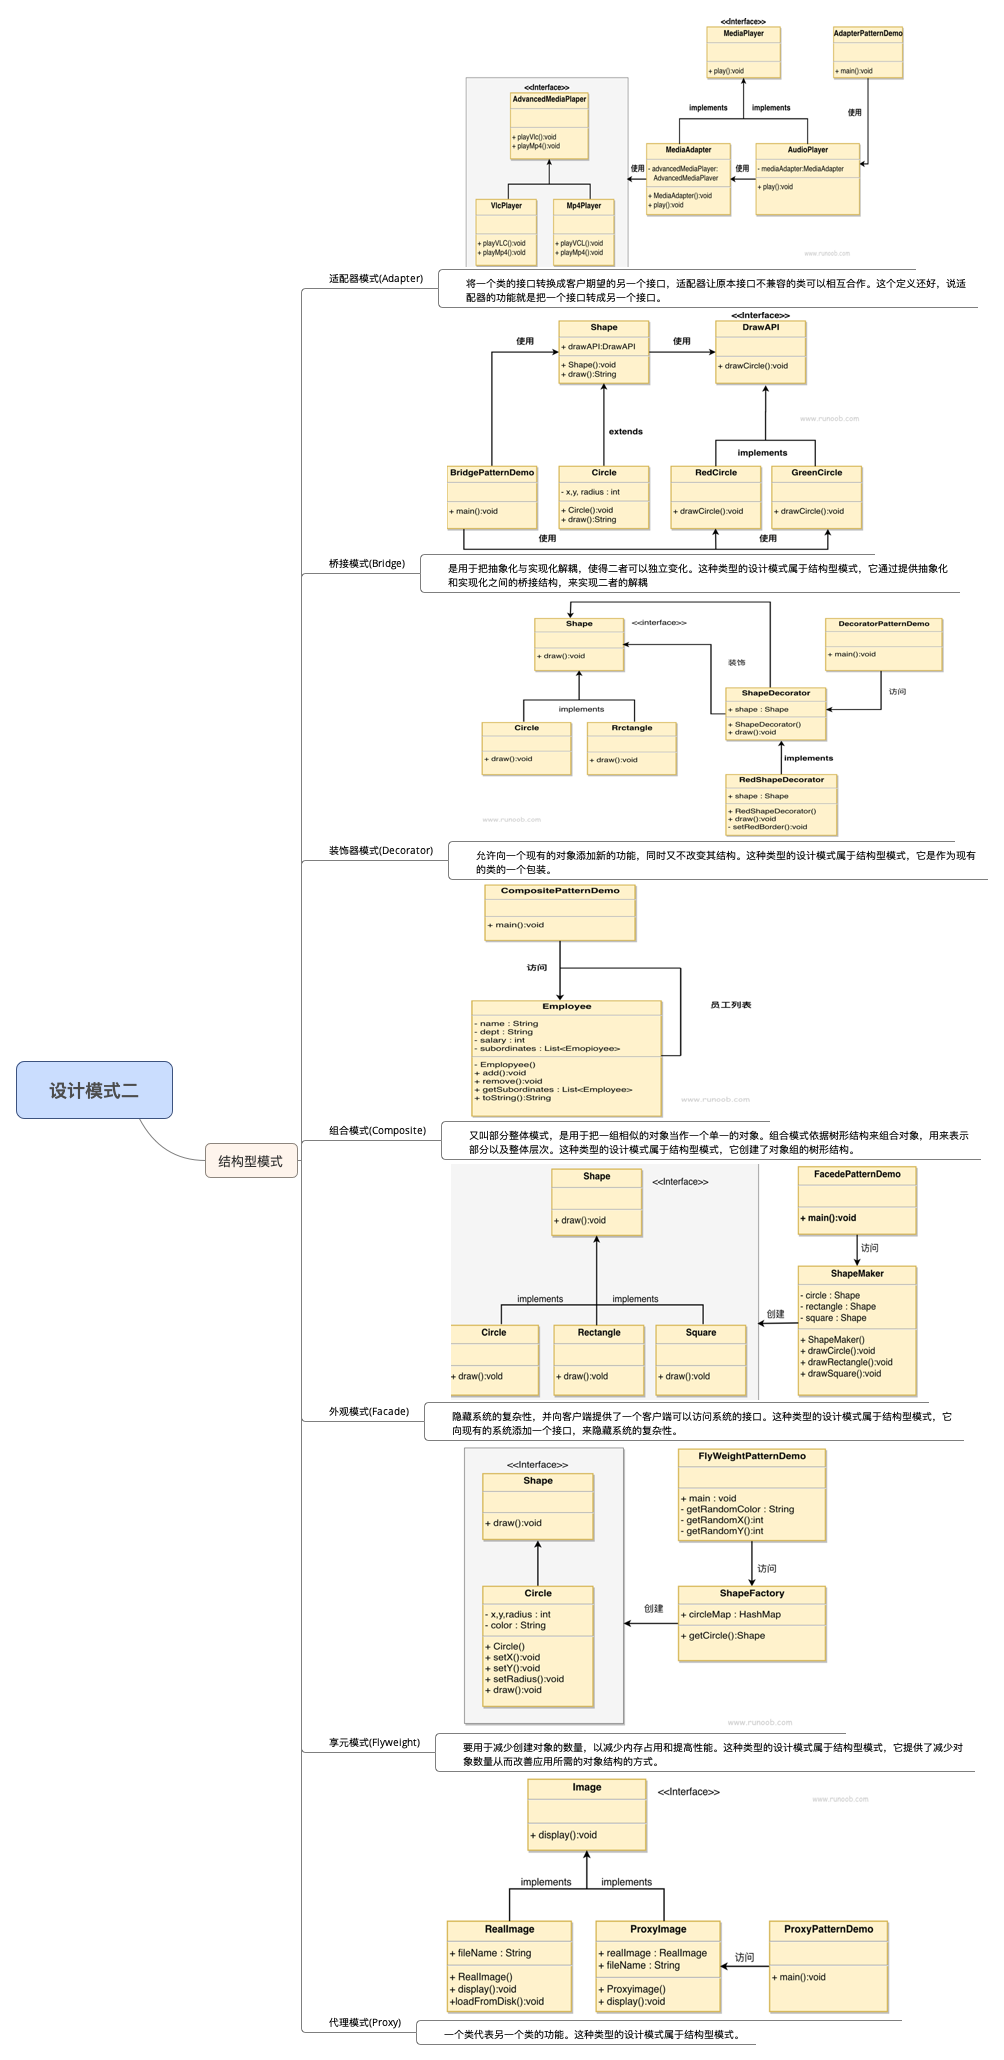 <<Interface>>
MediaPlayer
+ play():void
AdapterPatternDemo
+ main():void
implements
implements
使用
<<Interface>>
AdvancedMediaPlaper
+ playVlc():void
+ playMp4():void
VlcPlayer
+ playVLC():void
+ playMp4():void
Mp4Player
+ playVCL():void
+ playMp4():void
使用
MediaAdapter
- advancedMediaPlayer:
AdvancedMediaPlaver
+ MediaAdapter():void
+ play():void
使用
AudioPlayer
- mediaAdapter:MediaAdapter
+ play():void
www.runoob.com
适配器模式(Adapter)
将一个类的接口转换成客户期望的另一个接口，适配器让原本接口不兼容的类可以相互合作。这个定义还好，说适
配器的功能就是把一个接口转成另一个接口。
使用
Shape
+ drawAPI:DrawAPI
+ Shape():void
+ draw():String
使用
<<Interface>>
DrawAPI
+ drawCircle():void
www.runoob.com
extends
implements
BridgePatternDemo
+ main():void
Circle
- x,y, radius : int
+ Circle():void
+ draw():String
RedCircle
+ drawCircle():void
GreenCircle
+ drawCircle():void
使用
使用
桥接模式(Bridge)
是用于把抽象化与实现化解耦，使得二者可以独立变化。这种类型的设计模式属于结构型模式，它通过提供抽象化
和实现化之间的桥接结构，来实现二者的解耦
Shape
<<interface>>
+ draw():void
DecoratorPatternDemo
+ main():void
装饰
访问
implements
ShapeDecorator
+ shape : Shape
+ ShapeDecorator()
+ draw():void
Circle
+ draw():void
Rrctangle
+ draw():void
implements
RedShapeDecorator
+ shape : Shape
+ RedShapeDecorator()
+ draw():void
- setRedBorder():void
www.runoob.com
装饰器模式(Decorator)
允许向一个现有的对象添加新的功能，同时又不改变其结构。这种类型的设计模式属于结构型模式，它是作为现有
的类的一个包装。
CompositePatternDemo
+ main():void
访问
员工列表
Employee
- name : String
- dept : String
- salary : int
- subordinates : List<Emopioyee>
- Emplopyee()
+ add():void
+ remove():void
+ getSubordinates : List<Employee>
+ toString():String
www.runoob.com
设计模式二
结构型模式
组合模式(Composite)
又叫部分整体模式，是用于把一组相似的对象当作一个单一的对象。组合模式依据树形结构来组合对象，用来表示
部分以及整体层次。这种类型的设计模式属于结构型模式，它创建了对象组的树形结构。
Shape
<<Interface>>
+ draw():void
FacedePatternDemo
+ main():void
访问
implements
implements
创建
ShapeMaker
- circle : Shape
- rectangle : Shape
- square : Shape
+ ShapeMaker()
+ drawCircle():void
+ drawRectangle():void
+ drawSquare():void
Circle
+ draw():vold
Rectangle
+ draw():vold
Square
+ draw():vold
外观模式(Facade)
隐藏系统的复杂性，并向客户端提供了一个客户端可以访问系统的接口。这种类型的设计模式属于结构型模式，它
向现有的系统添加一个接口，来隐藏系统的复杂性。
<<Interface>>
Shape
+ draw():void
FlyWeightPatternDemo
+ main : void
- getRandomColor : String
- getRandomX():int
- getRandomY():int
访问
Circle
- x,y,radius : int
- color : String
+ Circle()
+ setX():void
+ setY():void
+ setRadius():void
+ draw():void
创建
ShapeFactory
+ circleMap : HashMap
+ getCircle():Shape
www.runoob.com
享元模式(Flyweight)
要用于减少创建对象的数量，以减少内存占用和提高性能。这种类型的设计模式属于结构型模式，它提供了减少对
象数量从而改善应用所需的对象结构的方式。
Image
<<Interface>>
+ display():void
www.runoob.com
implements
implements
RealImage
+ fileName : String
+ RealImage()
+ display():void
+loadFromDisk():void
ProxyImage
+ realImage : RealImage
+ fileName : String
+ Proxyimage()
+ display():void
访问
ProxyPatternDemo
+ main():void
代理模式(Proxy)
一个类代表另一个类的功能。这种类型的设计模式属于结构型模式。